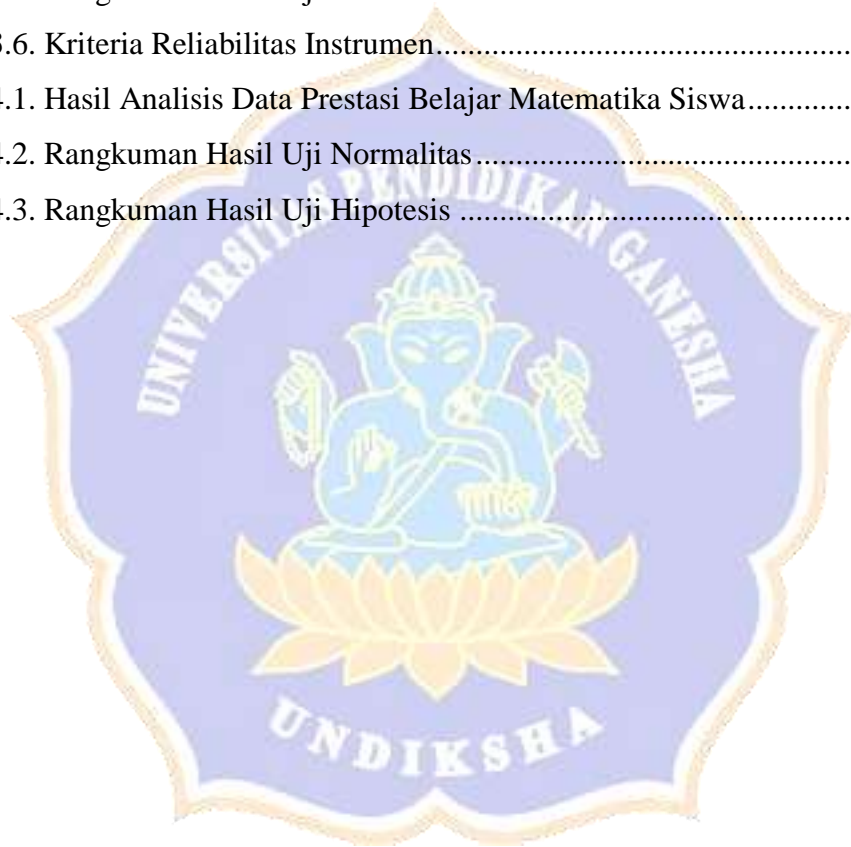 3.6. Kriteria Reliabilitas Instrumen......................................................
4.1. Hasil Analisis Data Prestasi Belajar Matematika Siswa.............
4.2. Rangkuman Hasil Uji Normalitas................................................
4.3. Rangkuman Hasil Uji Hipotesis ..................................................
UNIVERSITAS PENDIDIKAN GANESHA
UNDIKSHA